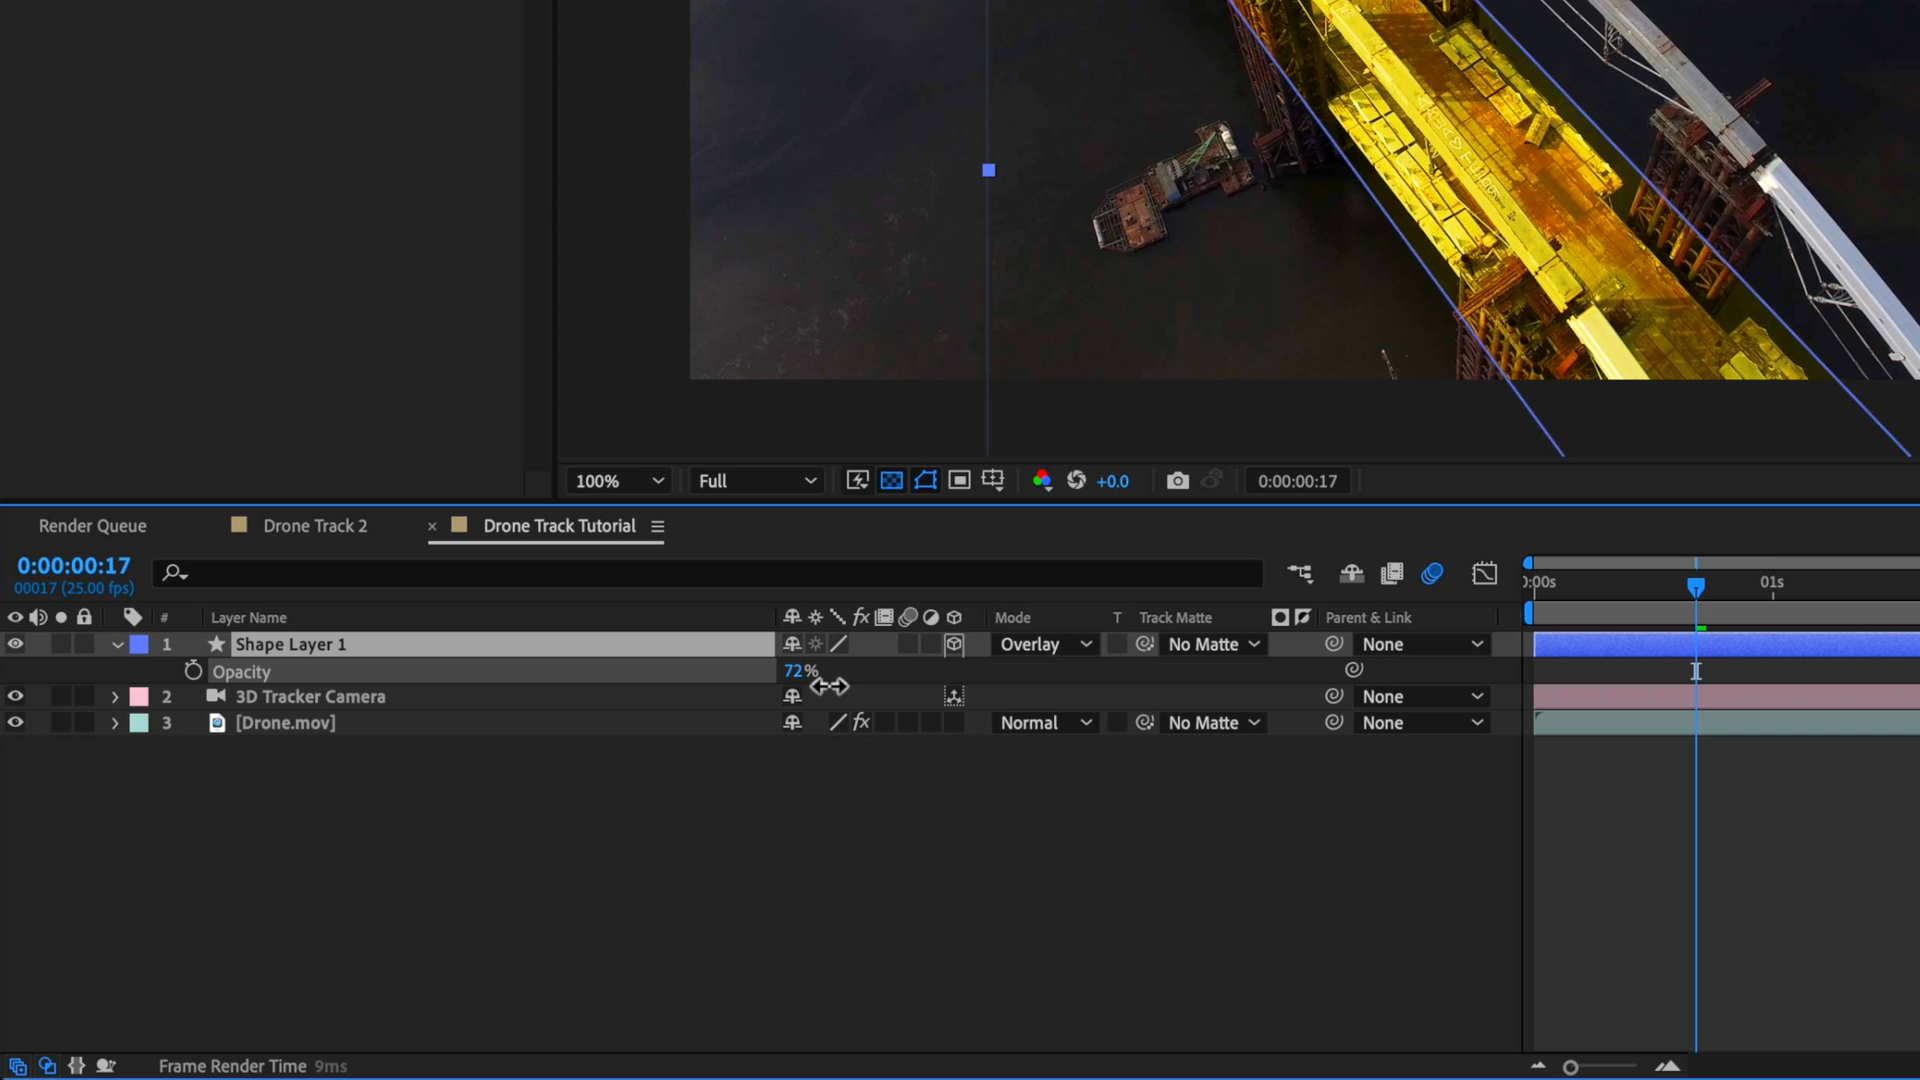 100%
Full
+0.0
0:00:00:17
Render Queue
Drone Track 2
× Drone Track Tutorial
0:00:00:17
00017 (25.00 fps)
0:00s
01s
#
Layer Name
fx
Mode
T
Track Matte
Parent & Link
1
Shape Layer 1
Overlay
No Matte
None
Opacity
72%
2
3D Tracker Camera
None
3
[Drone.mov]
fx
Normal
No Matte
None
Frame Render Time 9ms